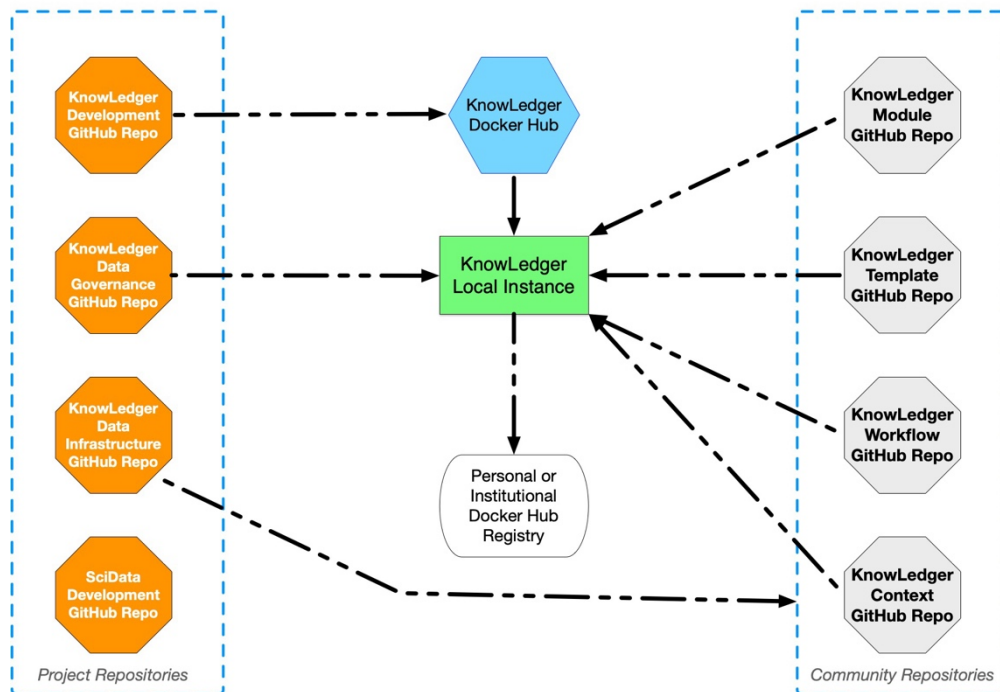 KnowLedger
Development
GitHub Repo
KnowLedger
Data
Governance
GitHub Repo
KnowLedger
Data
Infrastructure
GitHub Repo
SciData
Development
GitHub Repo
Project Repositories
KnowLedger
Docker Hub
KnowLedger
Local Instance
Personal or
Institutional
Docker Hub
Registry
KnowLedger
Module
GitHub Repo
KnowLedger
Template
GitHub Repo
KnowLedger
Workflow
GitHub Repo
KnowLedger
Context
GitHub Repo
Community Repositories